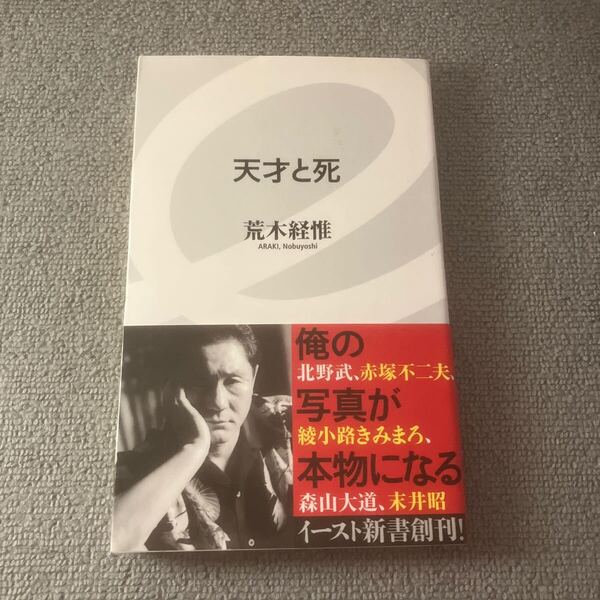 天才と死
荒木経惟
ARAKI, Nobuyoshi
俺の
北野武、赤塚不二夫、
写真が
綾小路きみまろ、
本物になる
森山大道、末井昭
イースト新書創刊!